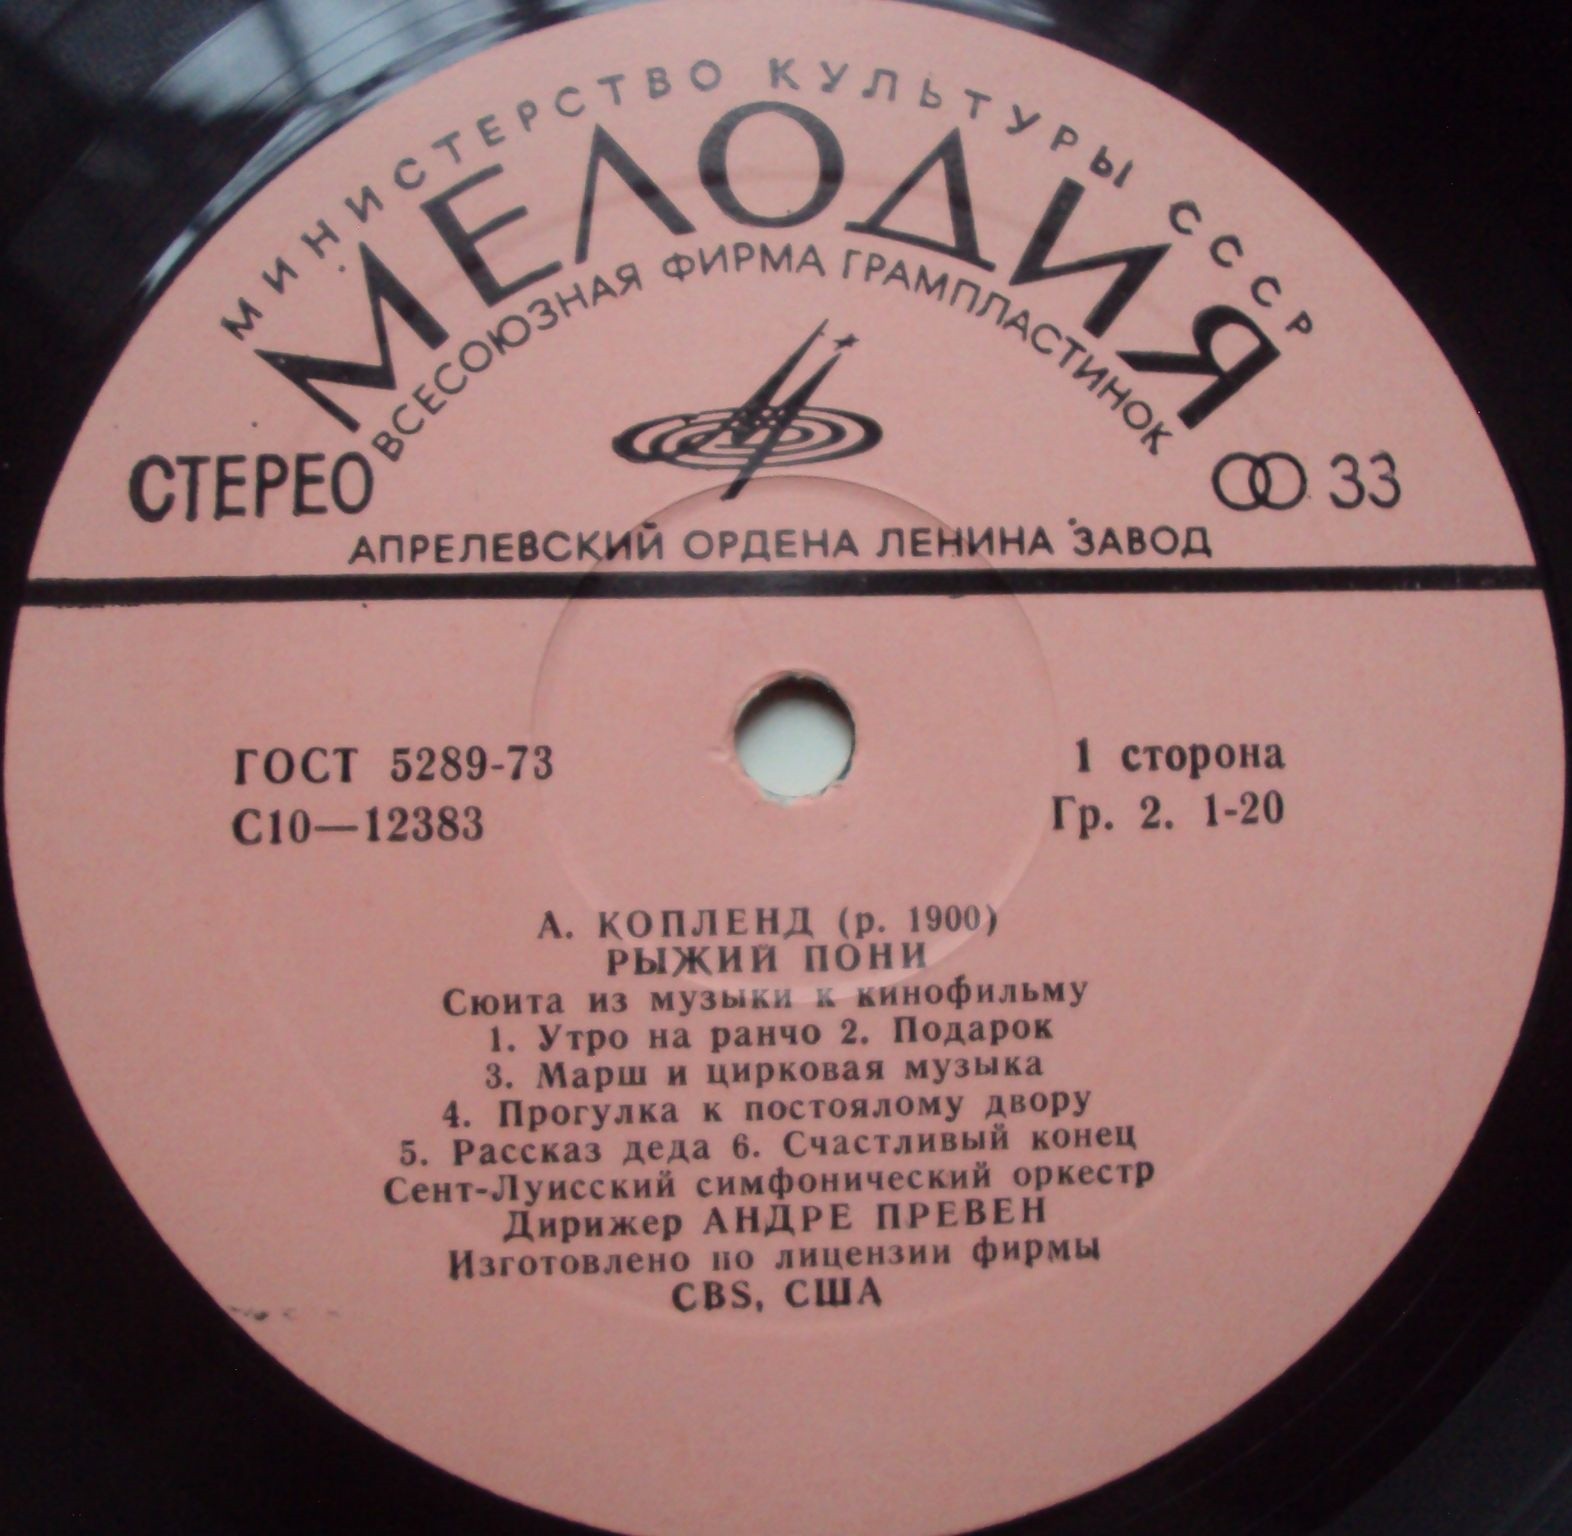 МИНИСТЕРСТВО КУЛЬТУРЫ СССР
МЕЛОДИЯ
ВСЕСОЮЗНАЯ ФИРМА ГРАМПЛАСТИНОК
СТЕРЕО
33
АПРЕЛЕВСКИЙ ОРДЕНА ЛЕНИНА ЗАВОД
ГОСТ 5289-73
С10—12383
1 сторона
Гр. 2. 1-20
А. КОПЛЕНД (р. 1900)
РЫЖИЙ ПОНИ
Сюита из музыки к кинофильму
1. Утро на ранчо 2. Подарок
3. Марш и цирковая музыка
4. Прогулка к постоялому двору
5. Рассказ деда 6. Счастливый конец
Сент-Луисский симфонический оркестр
Дирижер АНДРЕ ПРЕВЕН
Изготовлено по лицензии фирмы
CBS, США